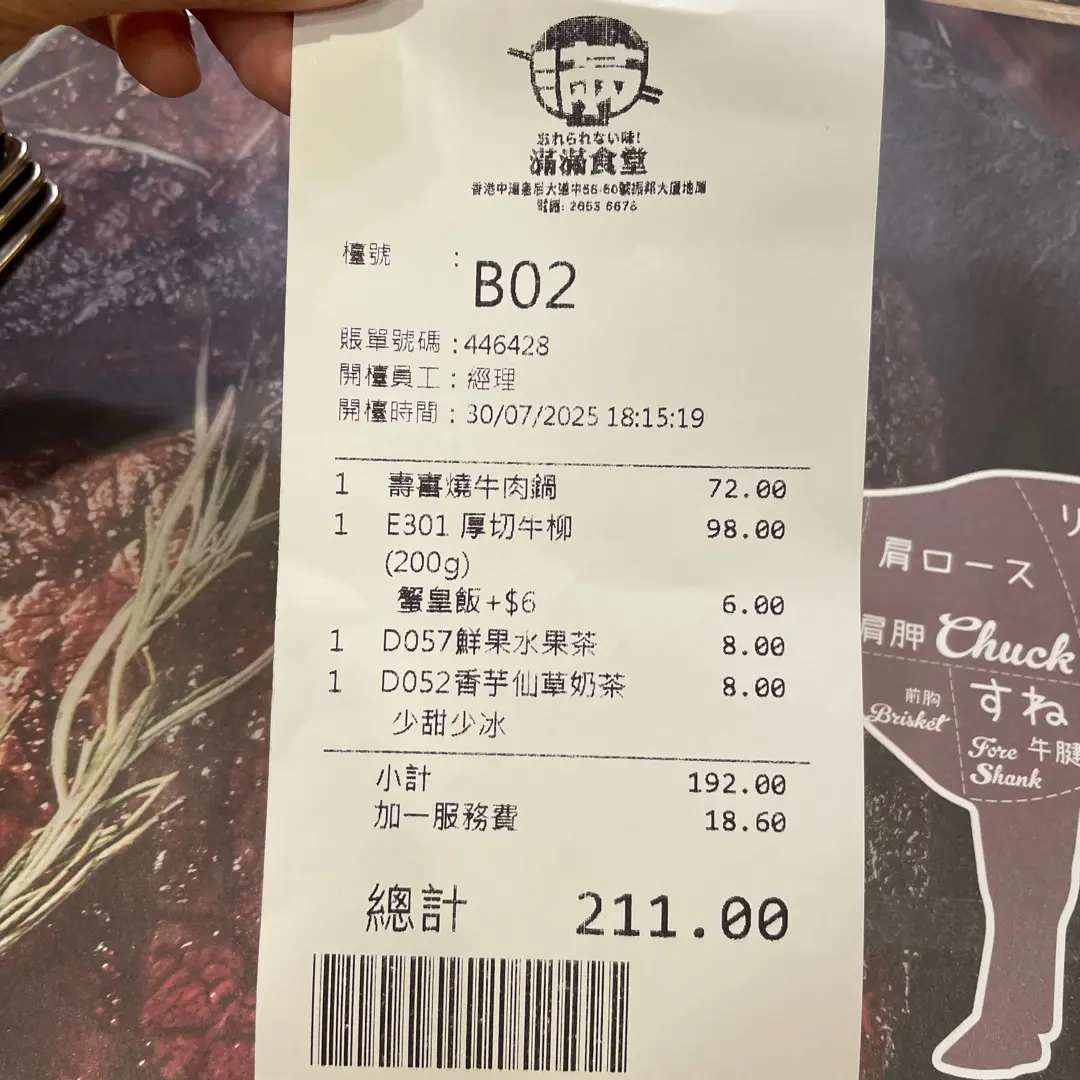 滿
忘れられない味!
滿滿食堂
香港中環皇后大道中56-60號振邦大廈地庫
電話: 2653 6678
檯號 :
B02
賬單號碼 :446428
開檯員工 : 經理
開檯時間 : 30/07/2025 18:15:19
1 壽喜燒牛肉鍋 72.00
1 E301 厚切牛柳 98.00
(200g)
蟹皇飯+$6 6.00
1 D057鮮果水果茶 8.00
1 D052香芋仙草奶茶 8.00
少甜少冰
小計 192.00
加一服務費 18.60
總計 211.00
リ
肩ロース
肩胛 Chuck
前胸
Brisket
すね
Fore 牛腱
Shank